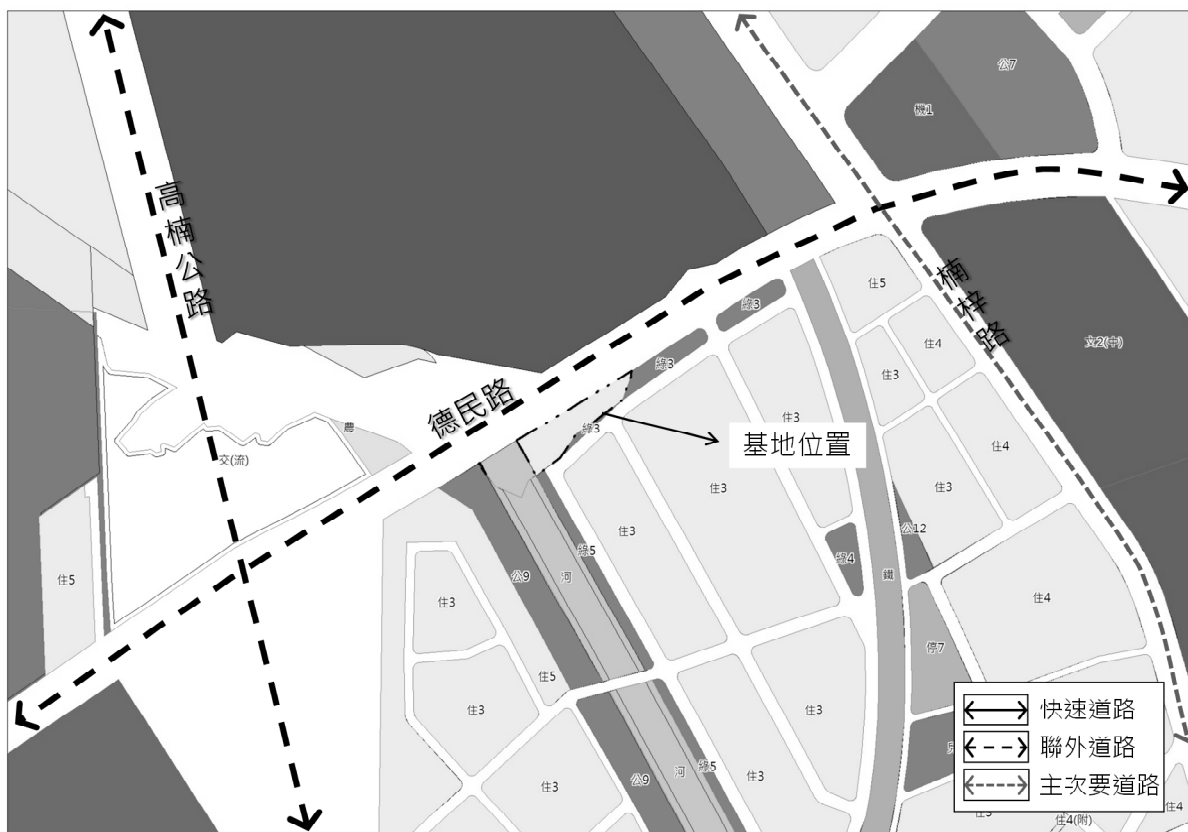 公7
機1
高楠公路
楠梓路
住5
綠3
住4
文2(中)
住3
綠3
德民路
農
住3
綠3
基地位置
住4
交(流)
住3
住3
公12
住3
綠5
綠4
住5
公9
河
鐵
住3
住4
停7
住5
住3
住3
快速道路
聯外道路
主次要道路
住3
公9
河
綠5
住3
住4
住4(附)